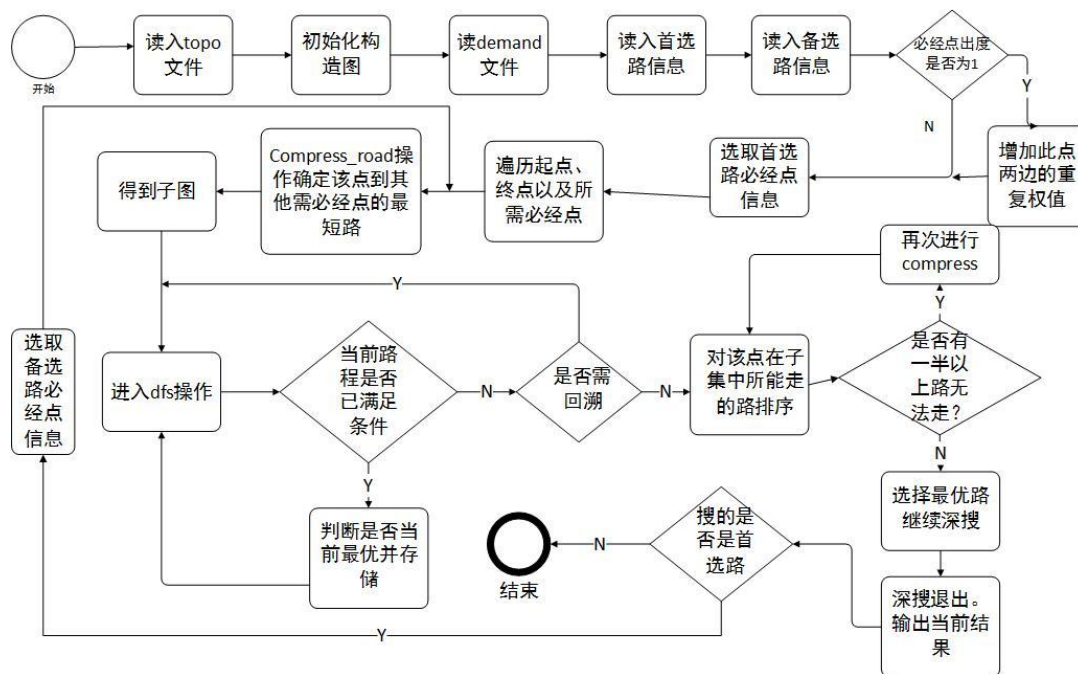 读入topo
文件
初始化构
造图
读demand
文件
读入首选
路信息
读入备选
路信息
必经点出度
是否为1
开始
Y
N
增加此点
两边的重
复权值
选取首选
路必经点
信息
遍历起点、
终点以及所
需必经点
Compress_road操
作确定该点到其
他需必经点的最
短路
得到子图
再次进行
compress
Y
Y
选取
备选
路必
经点
信息
进入dfs操作
当前路
程是否
已满足
条件
N
是否需
回溯
N
对该点在子
集中所能走
的路排序
是否有
一半以
上路无
法走?
N
Y
选择最优路
继续深搜
判断是否当
前最优并存
储
结束
N
搜的是
否是首
选路
深搜退出。
输出当前结
果
Y